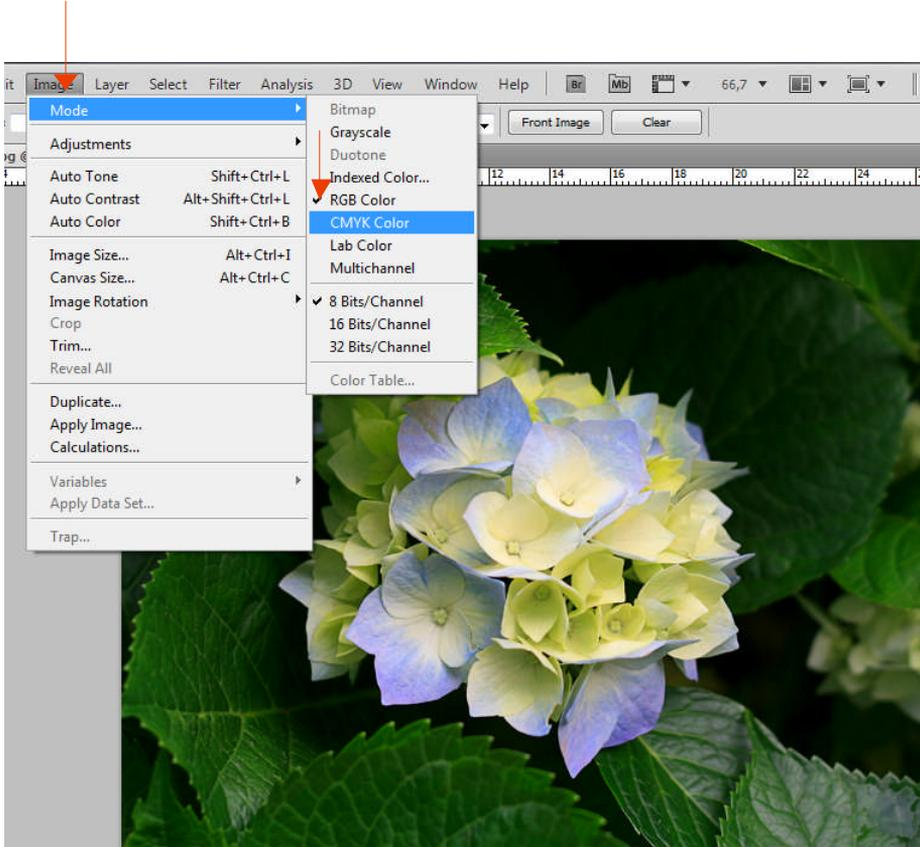 it Image Layer Select Filter Analysis 3D View Window Help Br Mb 66,7
Front Image Clear
12 14 16 18 20 22 24
Mode
Adjustments
Auto Tone Shift+Ctrl+L
Auto Contrast Alt+Shift+Ctrl+L
Auto Color Shift+Ctrl+B
Image Size... Alt+Ctrl+I
Canvas Size... Alt+Ctrl+C
Image Rotation
Crop
Trim...
Reveal All
Duplicate...
Apply Image...
Calculations...
Variables
Apply Data Set...
Trap...
Bitmap
Grayscale
Duotone
Indexed Color...
RGB Color
CMYK Color
Lab Color
Multichannel
8 Bits/Channel
16 Bits/Channel
32 Bits/Channel
Color Table...